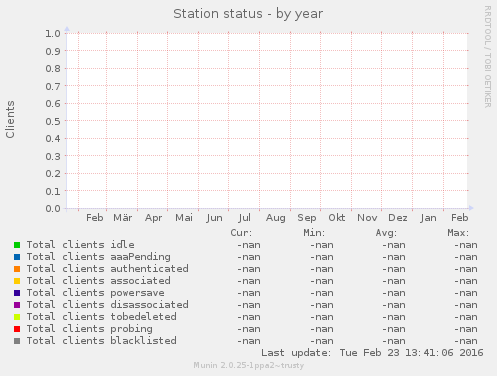 Station status - by year
RRDTOOL / TOBI OETIKER
Clients
1.0
0.9
0.8
0.7
0.6
0.5
0.4
0.3
0.2
0.1
0.0
Feb Mär Apr Mai Jun Jul Aug Sep Okt Nov Dez Jan Feb
Cur: Min: Avg: Max:
Total clients idle -nan -nan -nan -nan
Total clients aaaPending -nan -nan -nan -nan
Total clients authenticated -nan -nan -nan -nan
Total clients associated -nan -nan -nan -nan
Total clients powersave -nan -nan -nan -nan
Total clients disassociated -nan -nan -nan -nan
Total clients tobedeleted -nan -nan -nan -nan
Total clients probing -nan -nan -nan -nan
Total clients blacklisted -nan -nan -nan -nan
Last update: Tue Feb 23 13:41:06 2016
Munin 2.0.25-1ppa2~trusty